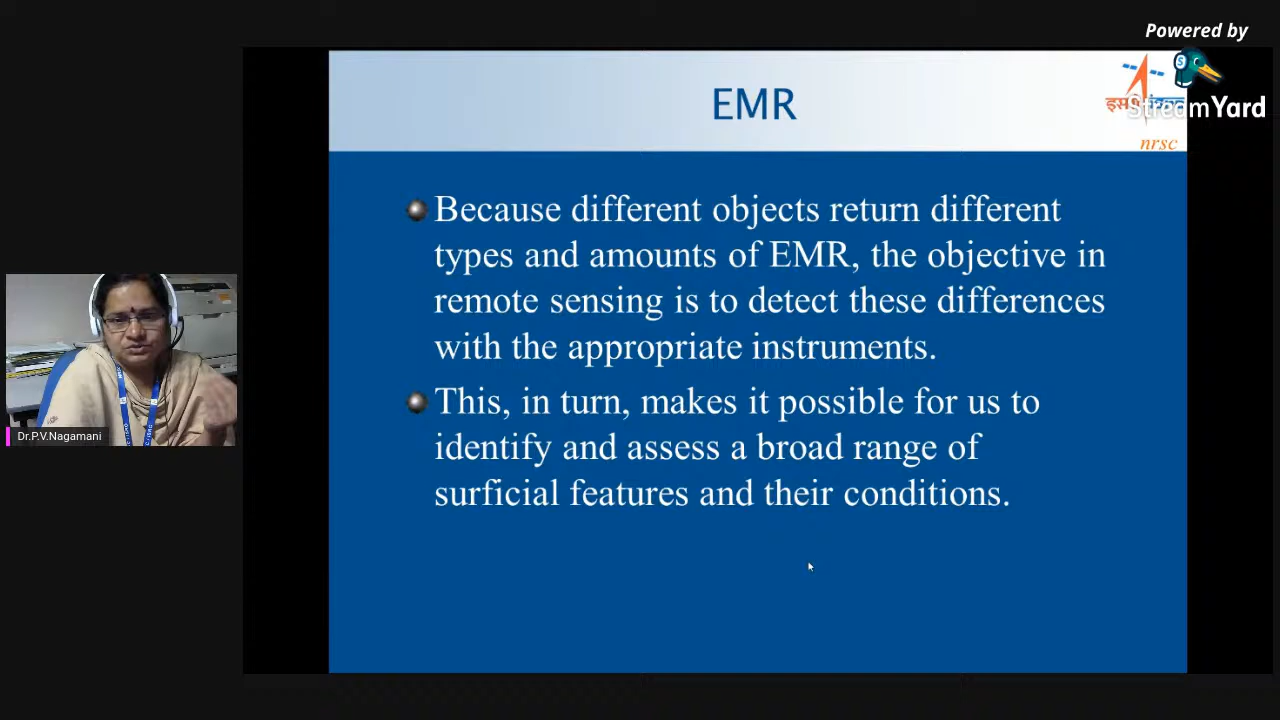 Powered by
StreamYard
EMR
nrsc
Because different objects return different
types and amounts of EMR, the objective in
remote sensing is to detect these differences
with the appropriate instruments.
This, in turn, makes it possible for us to
identify and assess a broad range of
surficial features and their conditions.
Dr.P.V.Nagamani